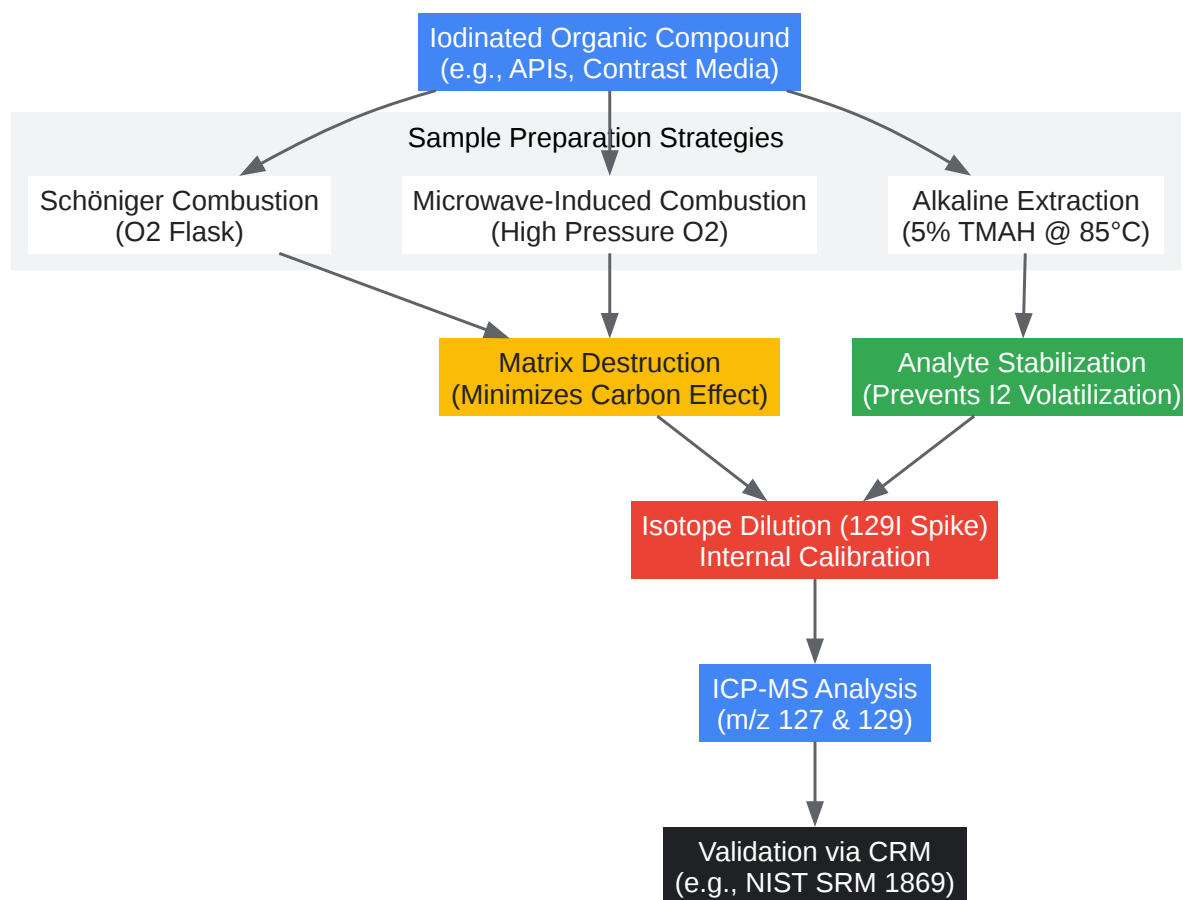 Iodinated Organic Compound
(e.g., APIs, Contrast Media)
Sample Preparation Strategies
Schöniger Combustion
(O2 Flask)
Microwave-Induced Combustion
(High Pressure O2)
Alkaline Extraction
(5% TMAH @ 85°C)
Matrix Destruction
(Minimizes Carbon Effect)
Analyte Stabilization
(Prevents I2 Volatilization)
Isotope Dilution (129I Spike)
Internal Calibration
ICP-MS Analysis
(m/z 127 & 129)
Validation via CRM
(e.g., NIST SRM 1869)